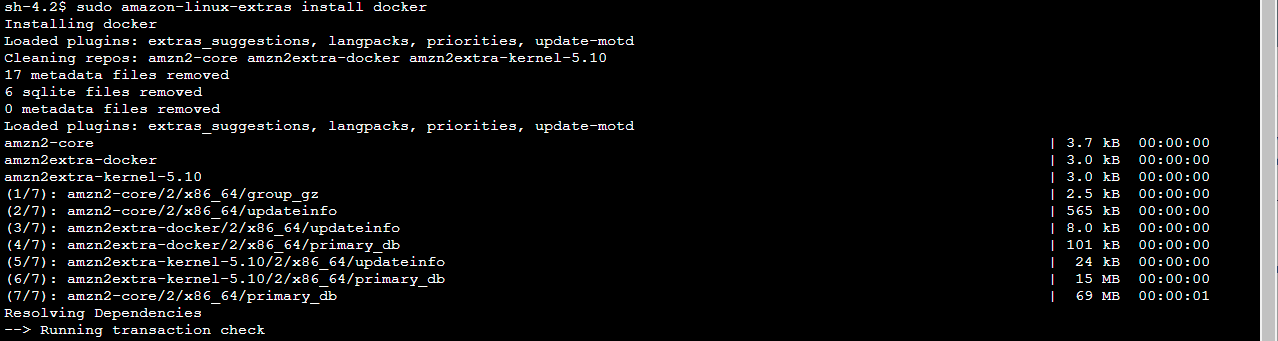 sh-4.2$ sudo amazon-linux-extras install docker
Installing docker
Loaded plugins: extras_suggestions, langpacks, priorities, update-motd
Cleaning repos: amzn2-core amzn2extra-docker amzn2extra-kernel-5.10
17 metadata files removed
6 sqlite files removed
0 metadata files removed
Loaded plugins: extras_suggestions, langpacks, priorities, update-motd
amzn2-core | 3.7 kB 00:00:00
amzn2extra-docker | 3.0 kB 00:00:00
amzn2extra-kernel-5.10 | 3.0 kB 00:00:00
(1/7): amzn2-core/2/x86_64/group_gz | 2.5 kB 00:00:00
(2/7): amzn2-core/2/x86_64/updateinfo | 565 kB 00:00:00
(3/7): amzn2extra-docker/2/x86_64/updateinfo | 8.0 kB 00:00:00
(4/7): amzn2extra-docker/2/x86_64/primary_db | 101 kB 00:00:00
(5/7): amzn2extra-kernel-5.10/2/x86_64/updateinfo | 24 kB 00:00:00
(6/7): amzn2extra-kernel-5.10/2/x86_64/primary_db | 15 MB 00:00:00
(7/7): amzn2-core/2/x86_64/primary_db | 69 MB 00:00:01
Resolving Dependencies
--> Running transaction check